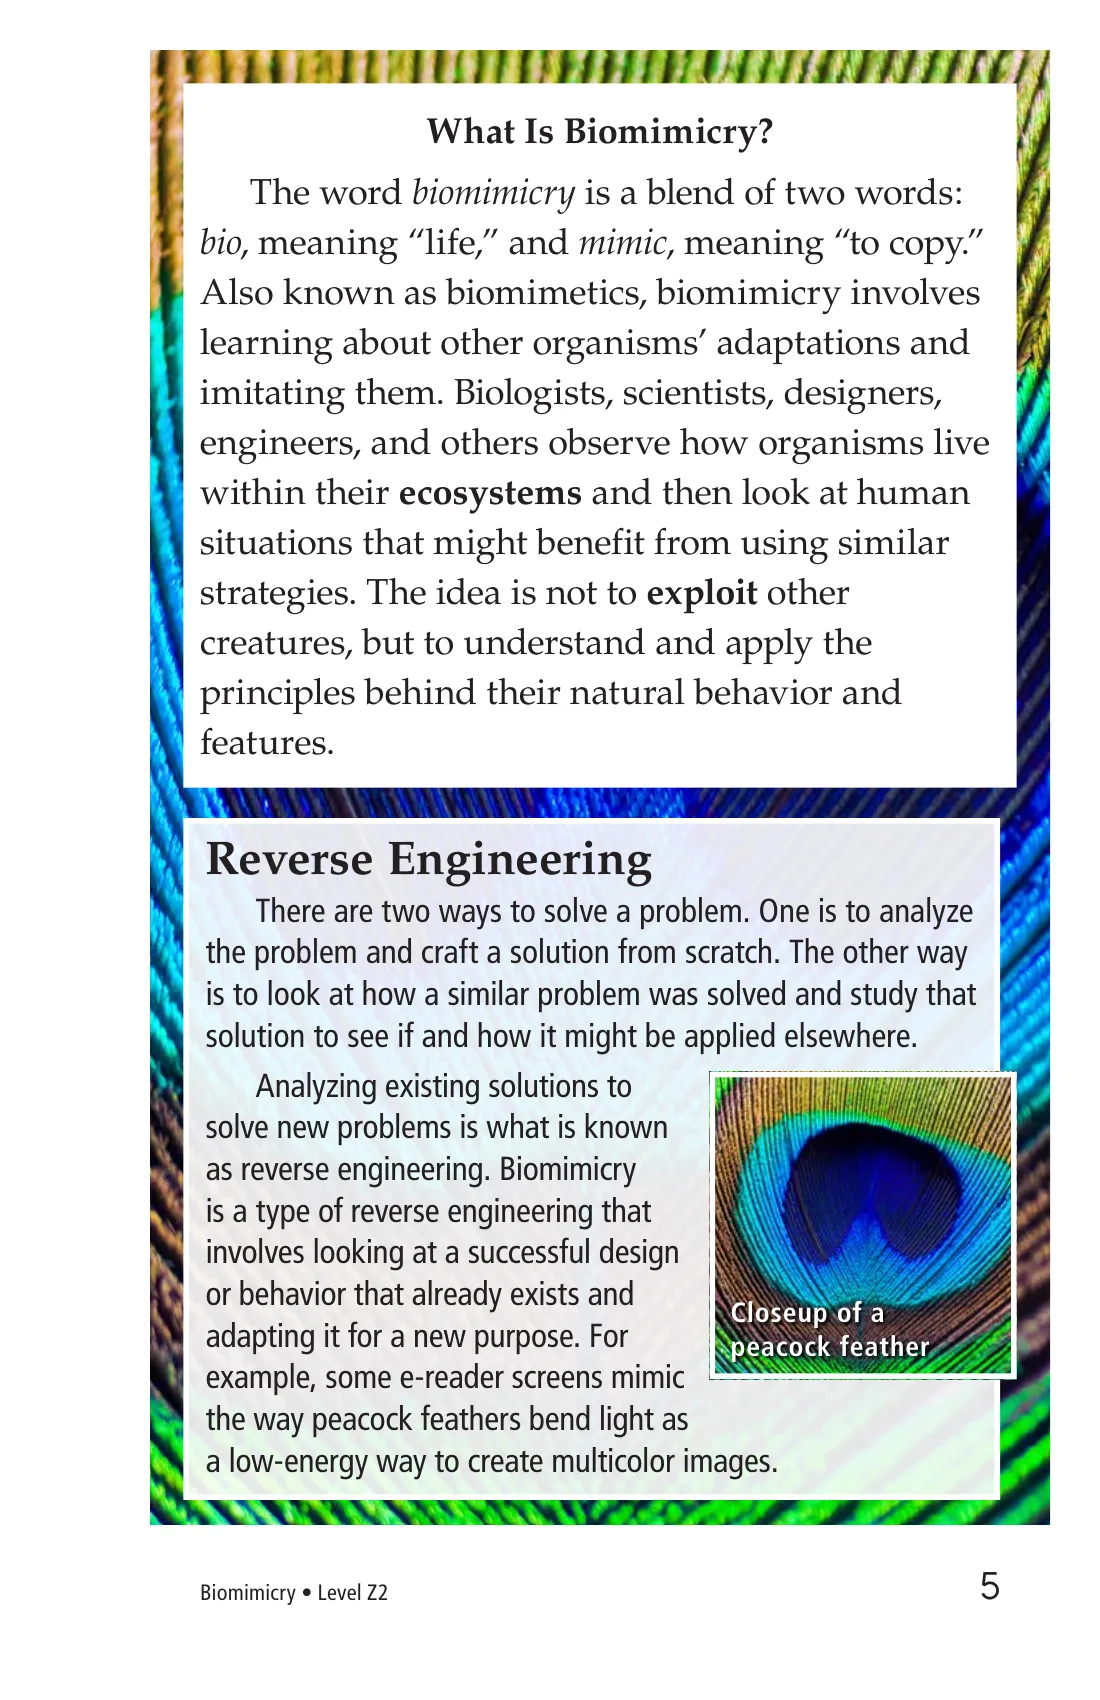 What Is Biomimicry?
The word biomimicry is a blend of two words:
bio, meaning “life,” and mimic, meaning “to copy.”
Also known as biomimetics, biomimicry involves
learning about other organisms’ adaptations and
imitating them. Biologists, scientists, designers,
engineers, and others observe how organisms live
within their ecosystems and then look at human
situations that might benefit from using similar
strategies. The idea is not to exploit other
creatures, but to understand and apply the
principles behind their natural behavior and
features.
Reverse Engineering
There are two ways to solve a problem. One is to analyze
the problem and craft a solution from scratch. The other way
is to look at how a similar problem was solved and study that
solution to see if and how it might be applied elsewhere.
Analyzing existing solutions to
solve new problems is what is known
as reverse engineering. Biomimicry
is a type of reverse engineering that
involves looking at a successful design
or behavior that already exists and
adapting it for a new purpose. For
example, some e-reader screens mimic
the way peacock feathers bend light as
a low-energy way to create multicolor images.
Closeup of a
peacock feather
Biomimicry • Level Z2
5